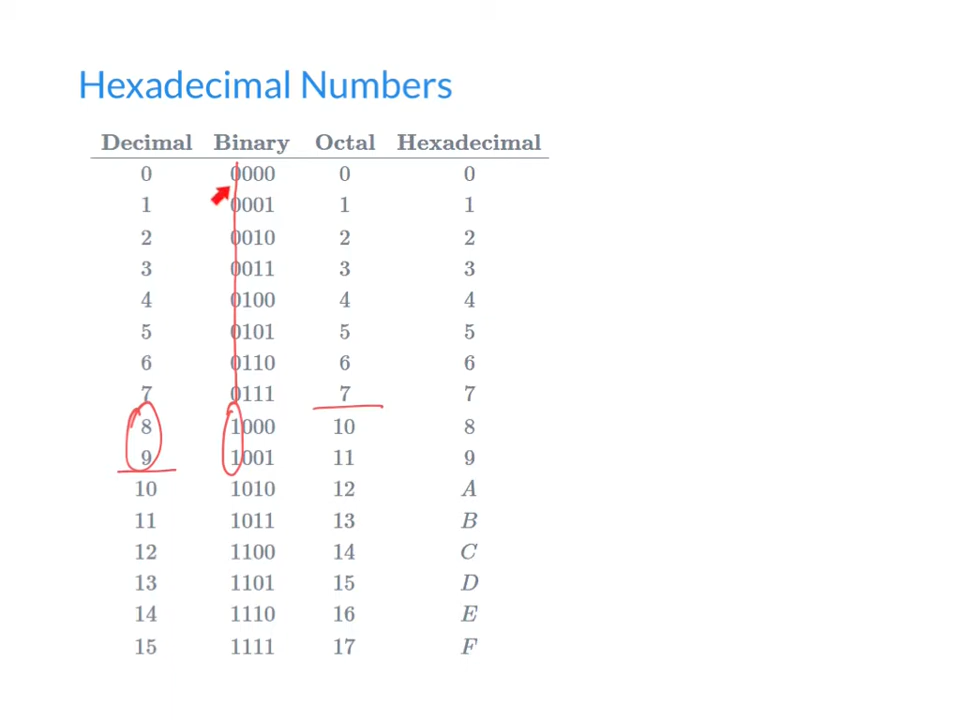 Hexadecimal Numbers
Decimal Binary Octal Hexadecimal
0 0000 0 0
1 0001 1 1
2 0010 2 2
3 0011 3 3
4 0100 4 4
5 0101 5 5
6 0110 6 6
7 0111 7 7
8 1000 10 8
9 1001 11 9
10 1010 12 A
11 1011 13 B
12 1100 14 C
13 1101 15 D
14 1110 16 E
15 1111 17 F